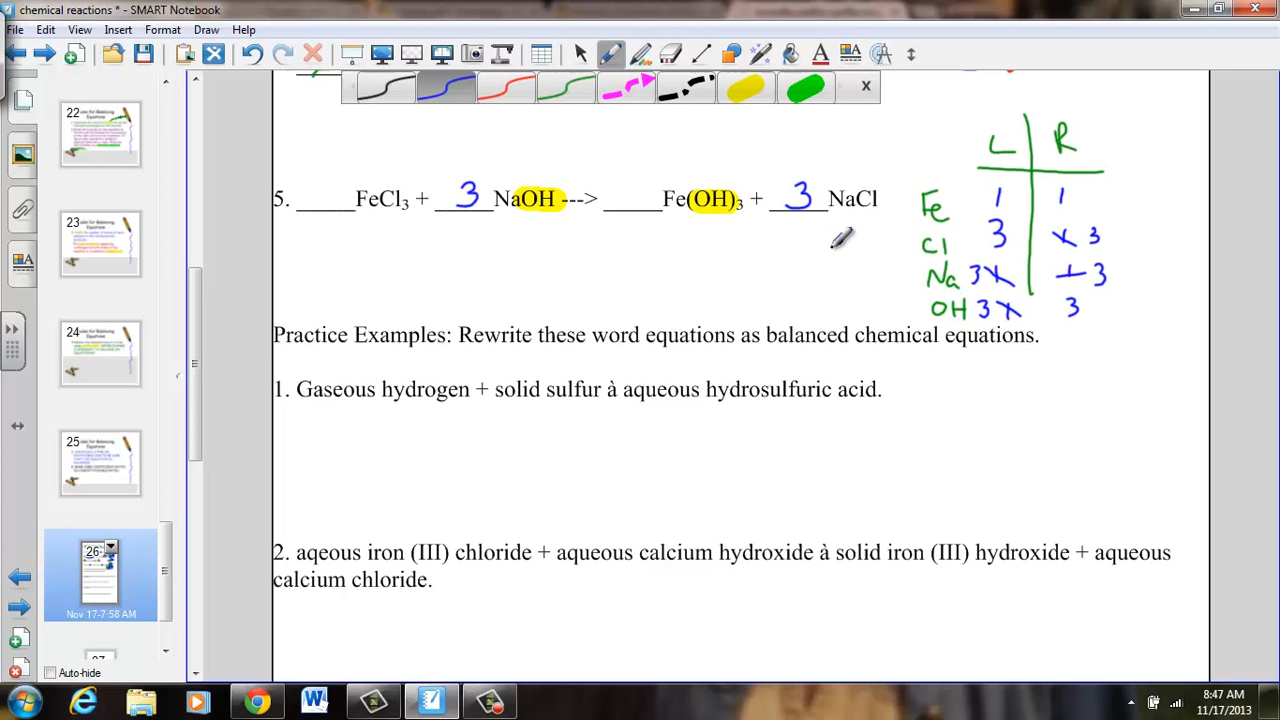 chemical reactions * - SMART Notebook
File Edit View Insert Format Draw Help
L R
5. _____FeCl3 + __3__NaOH ---> _____Fe(OH)3 + __3__NaCl
Fe 1 1
Cl 3 3
Na 3 3
OH 3 3
Practice Examples: Rewrite these word equations as balanced chemical equations.
1. Gaseous hydrogen + solid sulfur à aqueous hydrosulfuric acid.
2. aqeous iron (III) chloride + aqueous calcium hydroxide à solid iron (III) hydroxide + aqueous
calcium chloride.
22
23
24
25
26
Nov 17-7:58 AM
Auto-hide
8:47 AM
11/17/2013